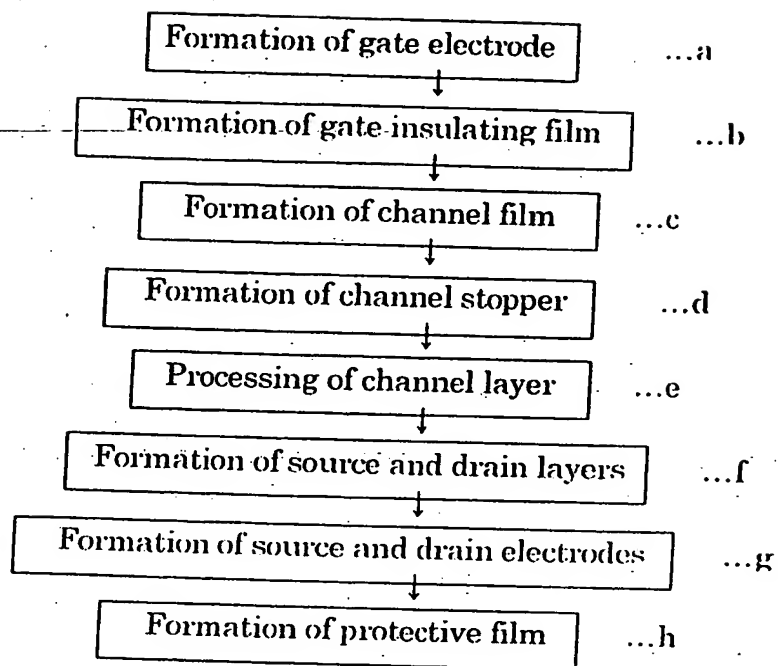 Formation of gate electrode ...a
Formation of gate insulating film ...b
Formation of channel film ...c
Formation of channel stopper ...d
Processing of channel layer ...e
Formation of source and drain layers ...f
Formation of source and drain electrodes ...g
Formation of protective film ...h